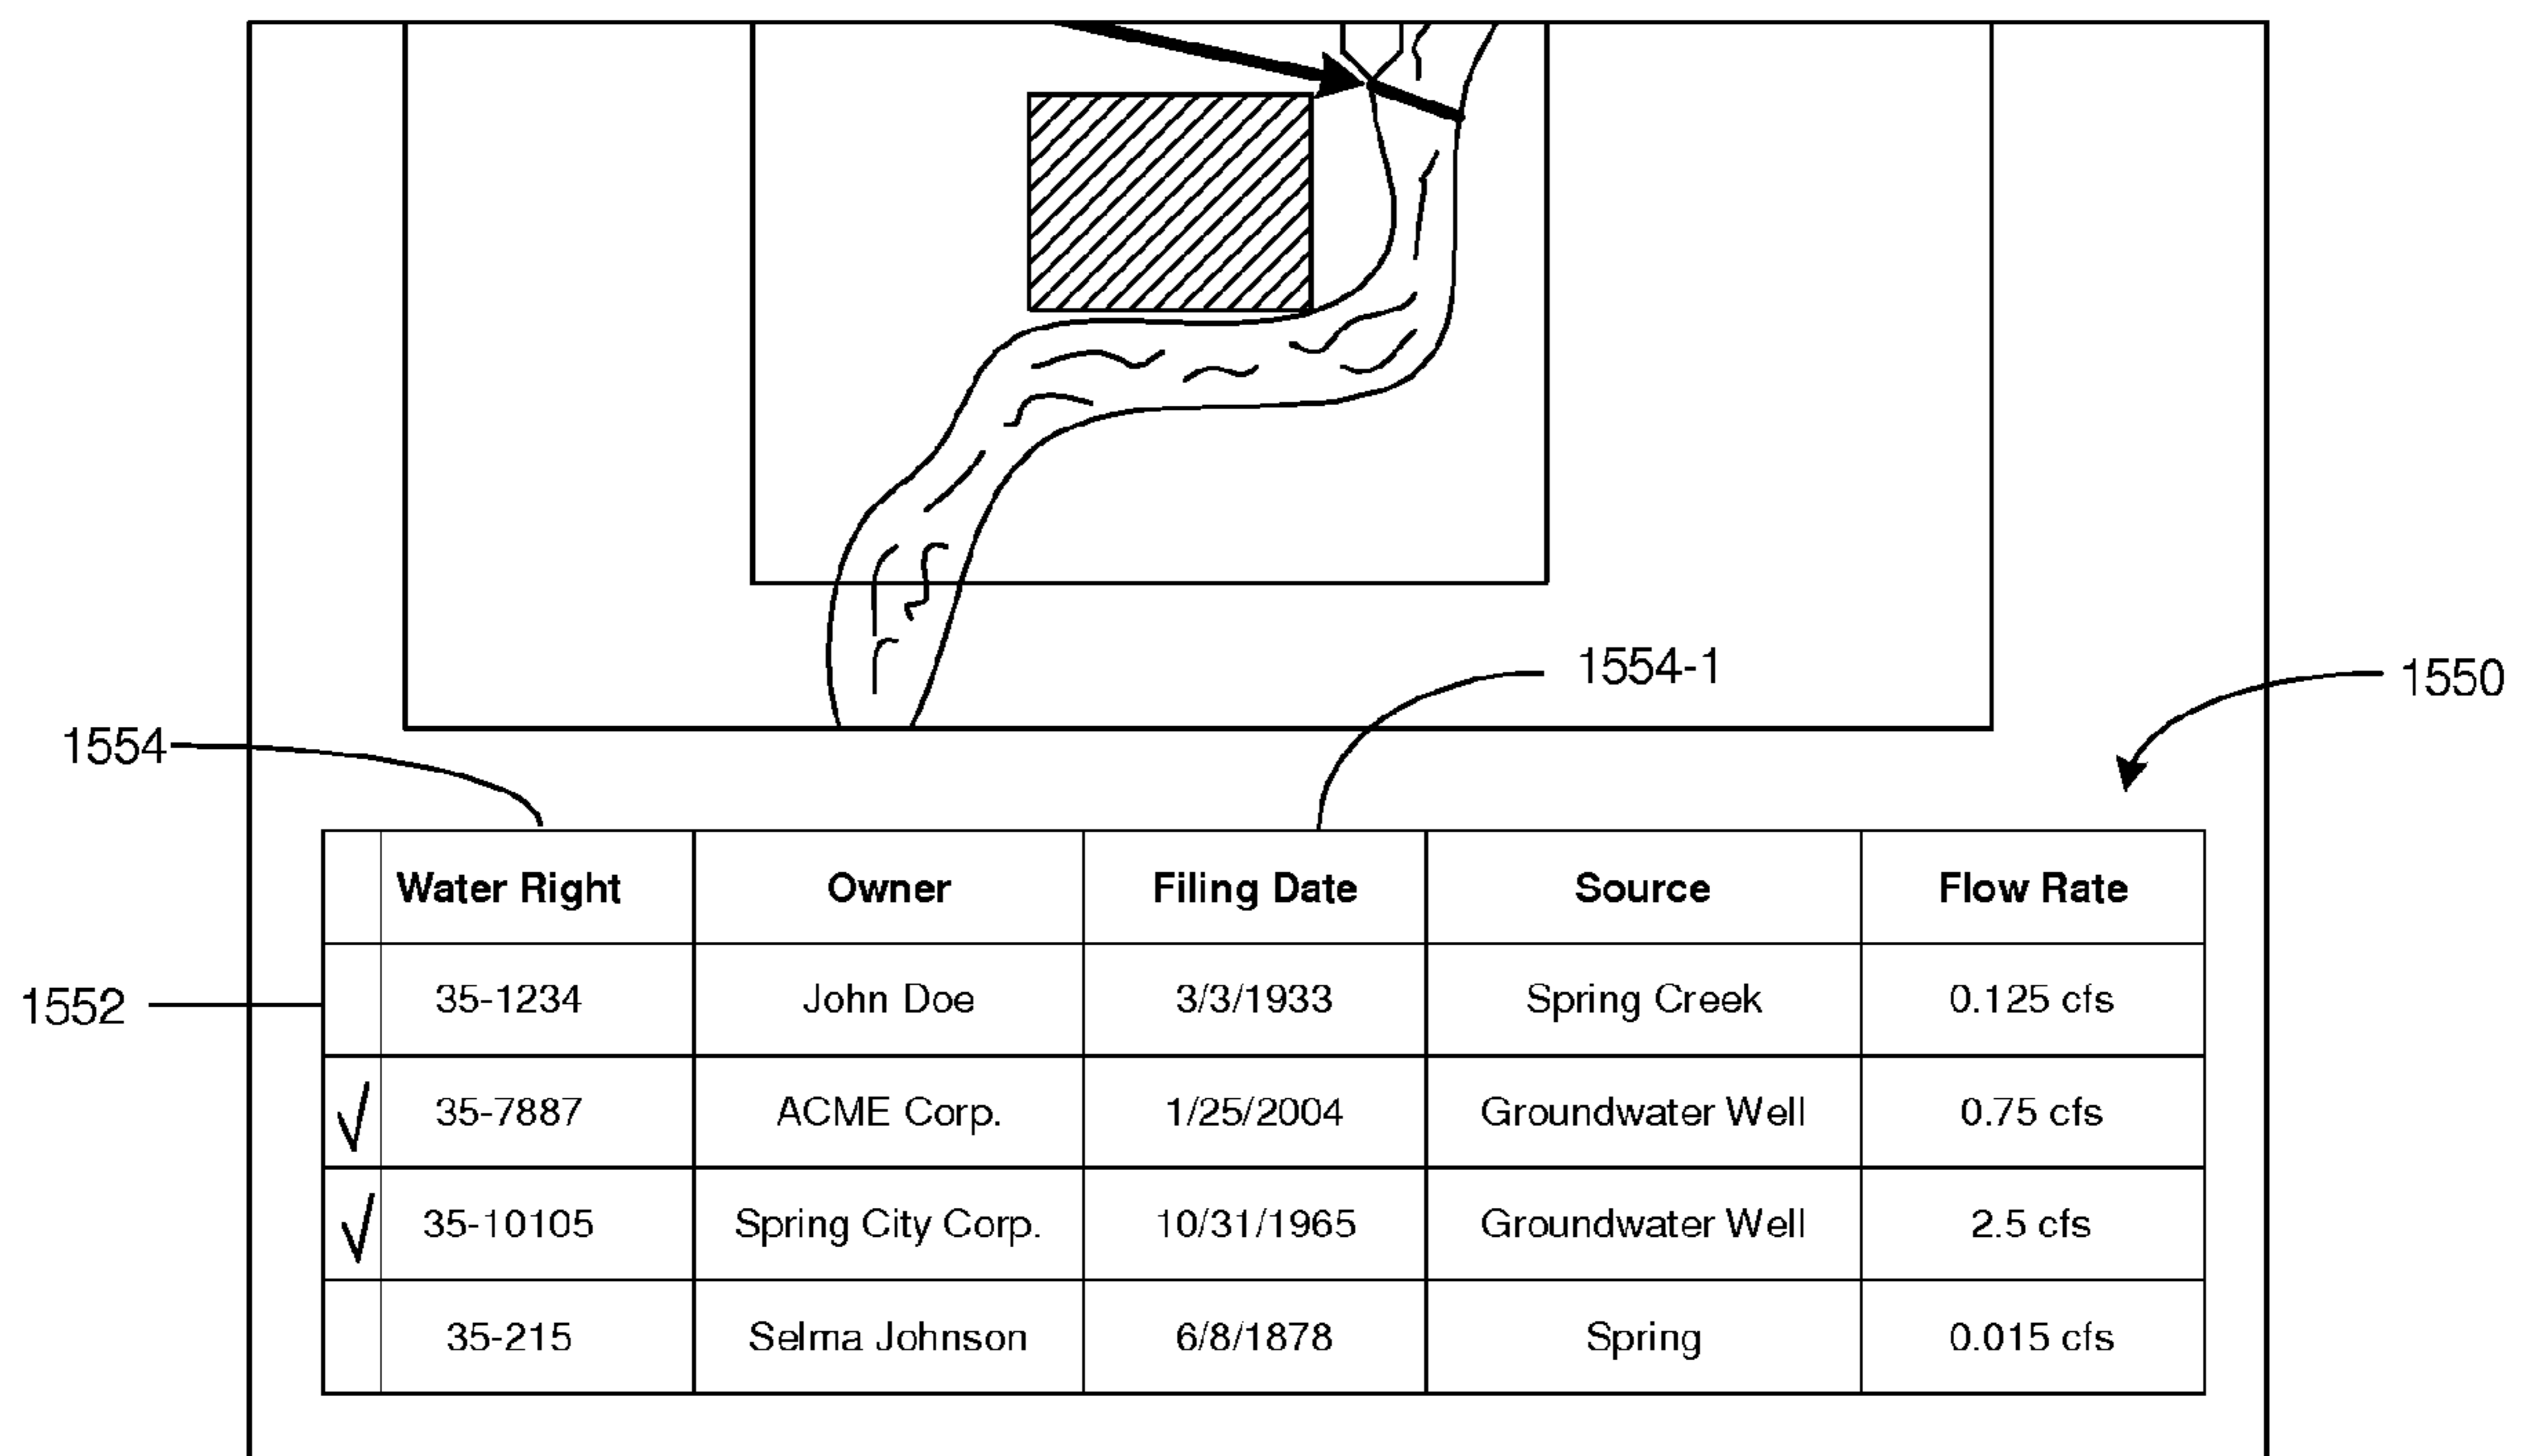 1554-1
1550
1554
Water Right Owner Filing Date Source Flow Rate
1552
35-1234 John Doe 3/3/1933 Spring Creek 0.125 cfs
√ 35-7887 ACME Corp. 1/25/2004 Groundwater Well 0.75 cfs
√ 35-10105 Spring City Corp. 10/31/1965 Groundwater Well 2.5 cfs
35-215 Selma Johnson 6/8/1878 Spring 0.015 cfs